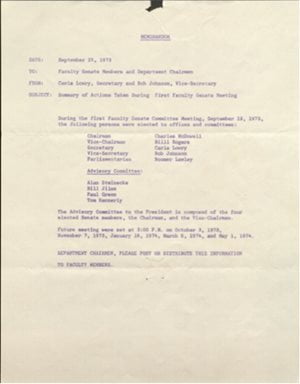 MEMORANDUM
DATE: September 25, 1973
TO: Faculty Senate Members and Department Chairmen
FROM: Carla Lowry, Secretary and Bob Johnson, Vice-Secretary
SUBJECT: Summary of Actions Taken During first Faculty Senate Meeting
During the first Faculty Senate Committee Meeting, September 18, 1973,
the following persons were elected to offices and committees:
Chairman Charles McDowell
Vice-Chairman Billi Rogers
Secretary Carla Lowry
Vice-Secretary Bob Johnson
Parliamentarian Boomer Lawley
Advisory Committee:
Alan Steinecke
Bill Jiles
Paul Green
Tom Kennerly
The Advisory Committee to the President is composed of the four
elected Senate members, the Chairman, and the Vice-Chairman.
Future meeting were set at 3:00 P.M. on October 3, 1973,
November 7, 1973, January 16, 1974, March 6, 1974, and May 1, 1974.
DEPARTMENT CHAIRMEN, PLEASE POST OR DISTRIBUTE THIS INFORMATION
TO FACULTY MEMBERS.